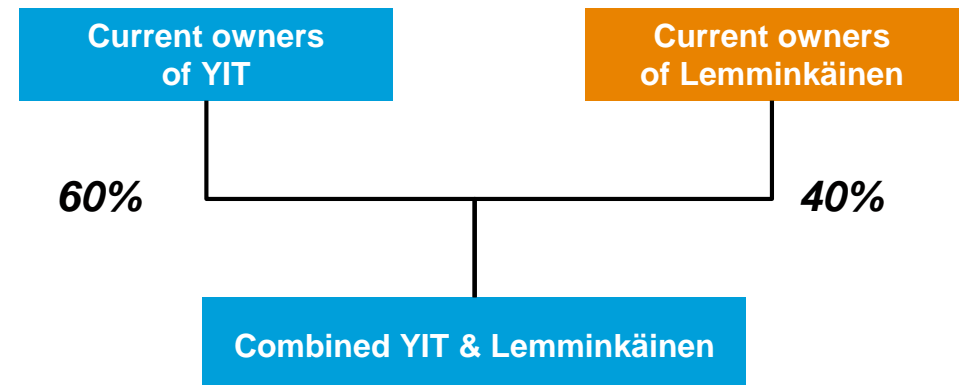 Current owners
of YIT
Current owners
of Lemminkäinen
60%
40%
Combined YIT & Lemminkäinen